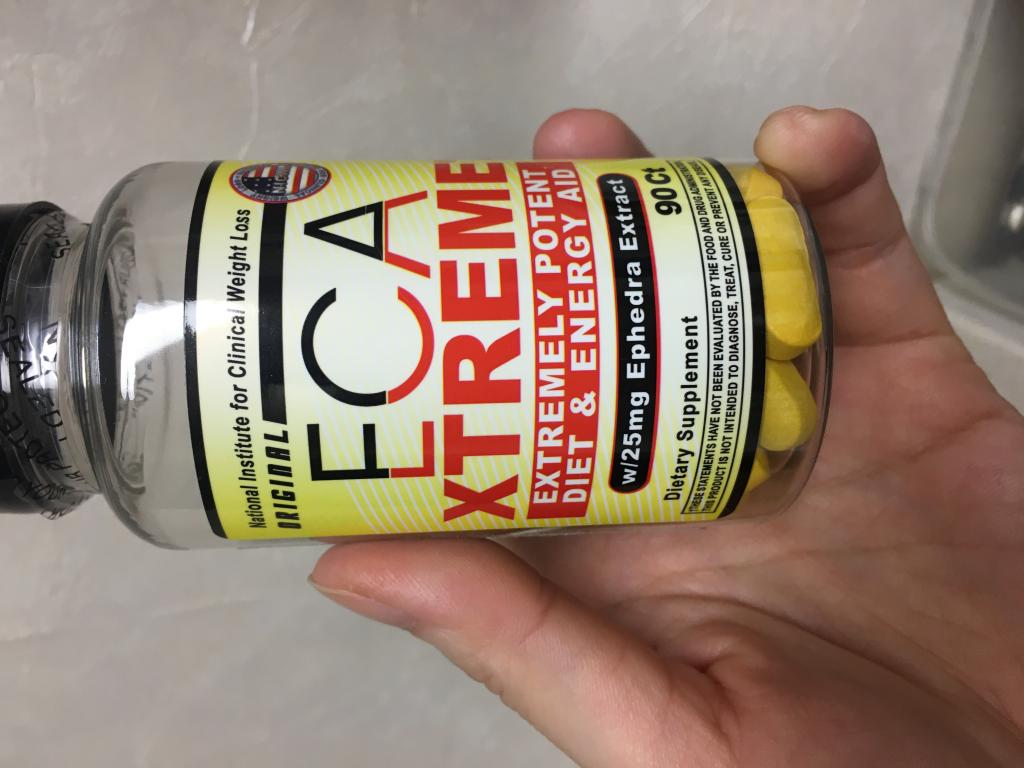 National Institute for Clinical Weight Loss
ORIGINAL
ECA
XTREME
EXTREMELY POTENT
DIET & ENERGY AID
w/25mg Ephedra Extract
90 Ct
Dietary Supplement
THESE STATEMENTS HAVE NOT BEEN EVALUATED BY THE FOOD AND DRUG
THIS PRODUCT IS NOT INTENDED TO DIAGNOSE, TREAT, CURE OR PREVENT ANY
SEALED